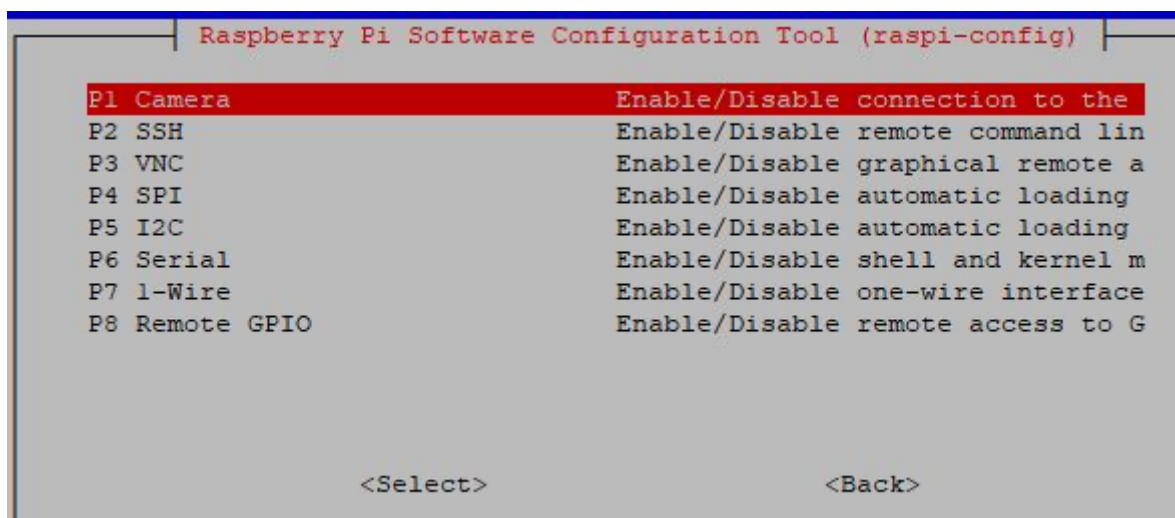 Raspberry Pi Software Configuration Tool (raspi-config)
P1 Camera Enable/Disable connection to the
P2 SSH Enable/Disable remote command lin
P3 VNC Enable/Disable graphical remote a
P4 SPI Enable/Disable automatic loading
P5 I2C Enable/Disable automatic loading
P6 Serial Enable/Disable shell and kernel m
P7 1-Wire Enable/Disable one-wire interface
P8 Remote GPIO Enable/Disable remote access to G
<Select> <Back>